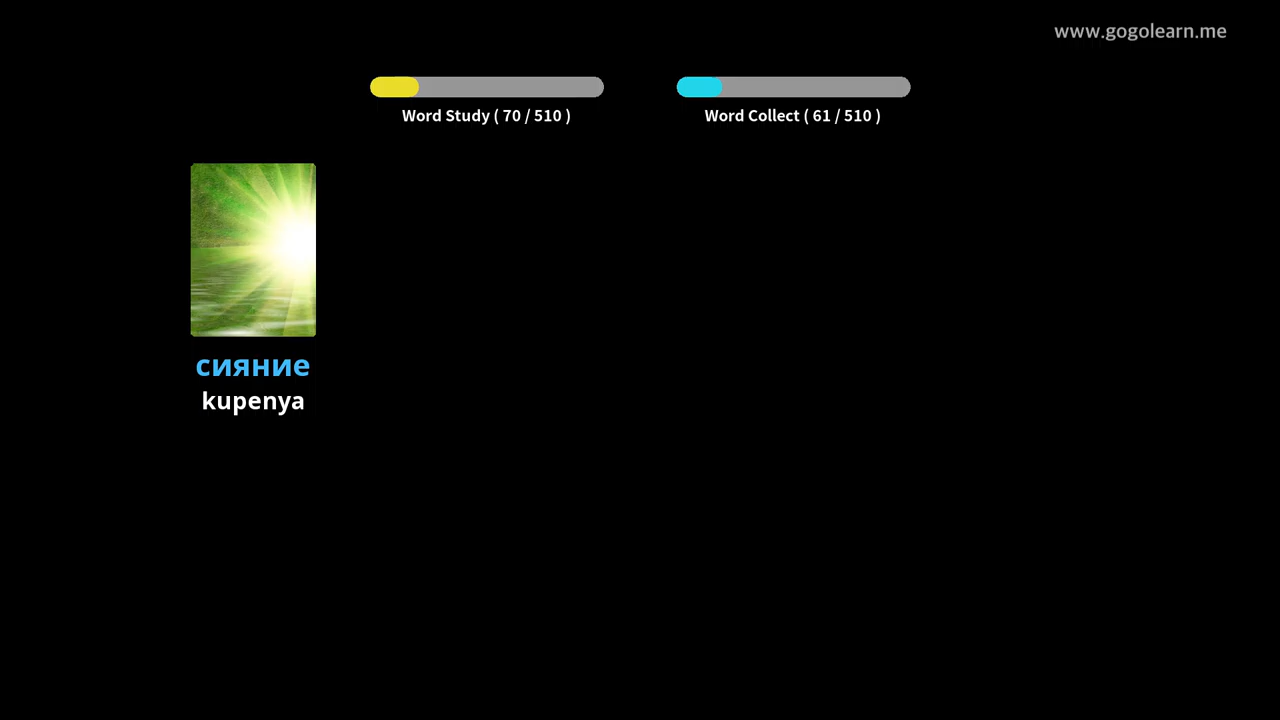 www.gogolearn.me
Word Study ( 70 / 510 )
Word Collect ( 61 / 510 )
сияние
kupenya